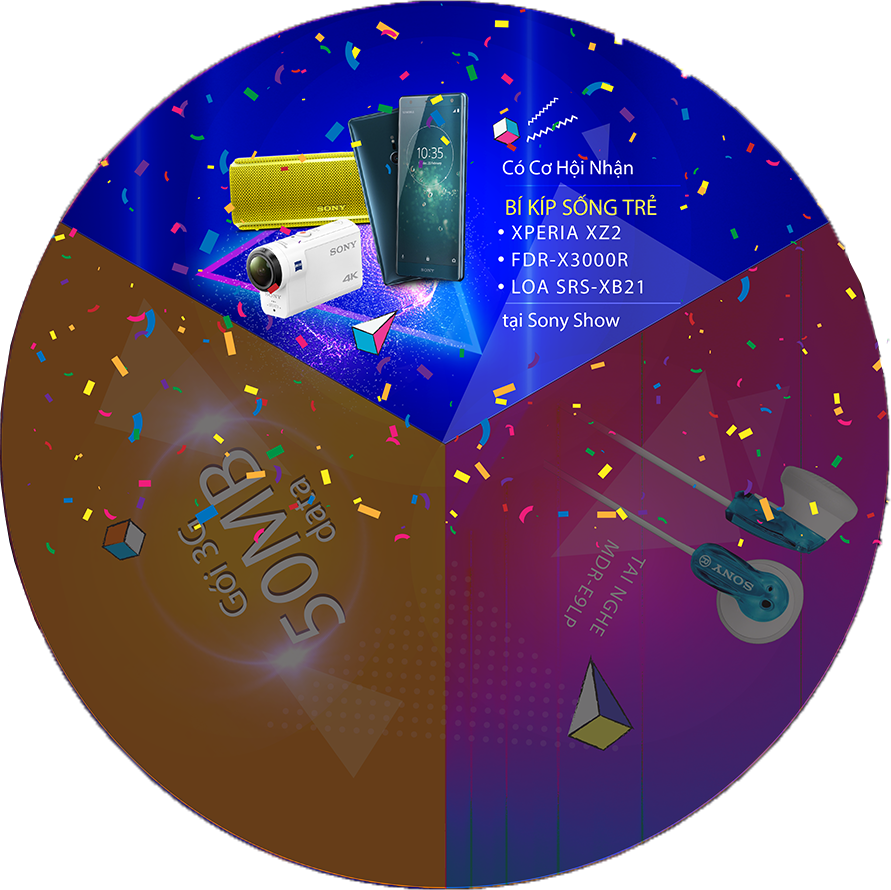 10:35
SONY
SONY
4K
SONY
Có Cơ Hội Nhận
BÍ KÍP SỐNG TRẺ
• XPERIA XZ2
• FDR-X3000R
• LOA SRS-XB21
tại Sony Show
Gói 3G
50MB
data
TAI NGHE
MDR-E9LP
SONY®